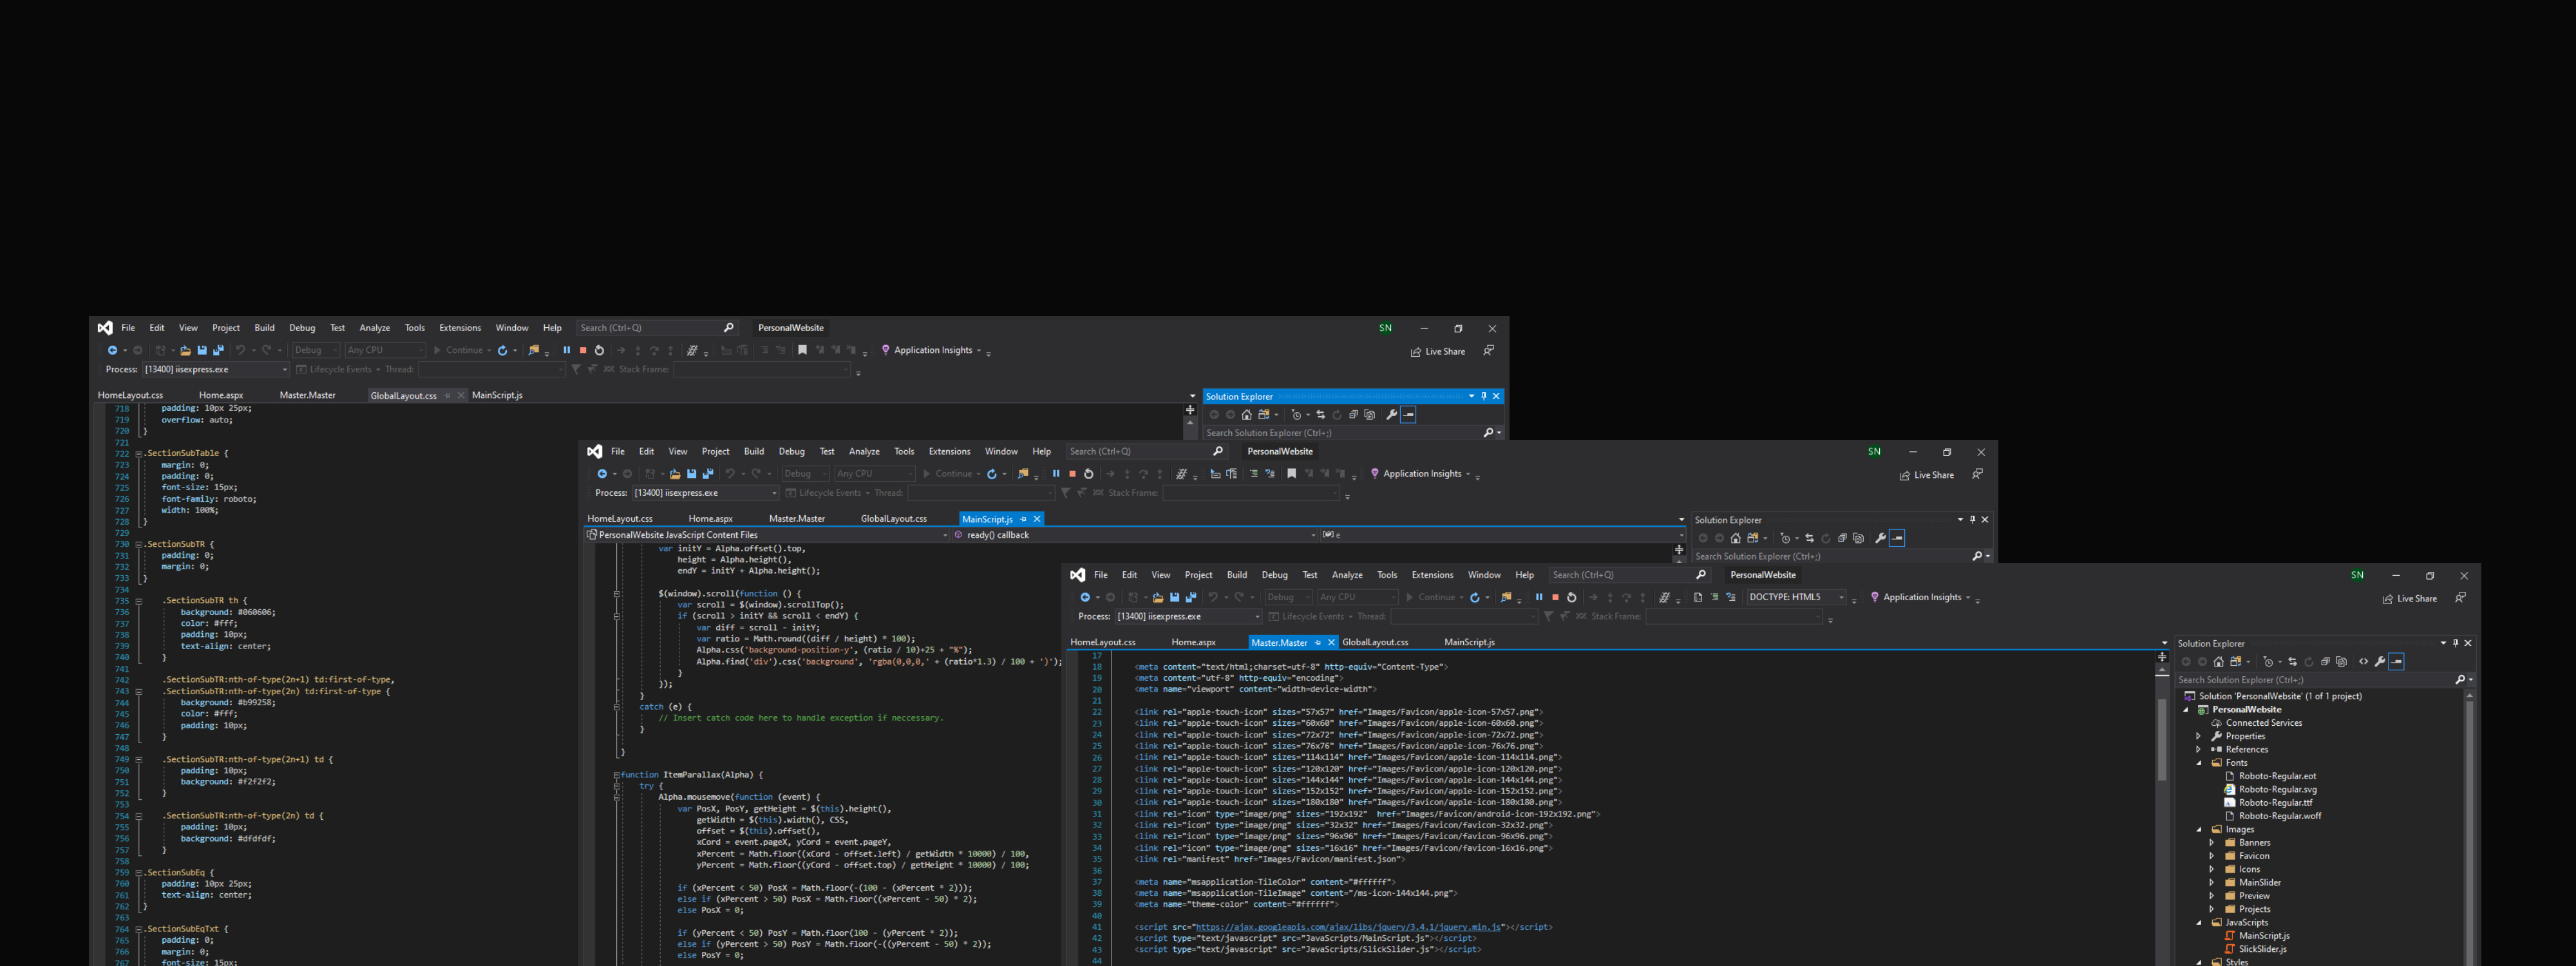 File Edit View Project Build Debug Test Analyze Tools Extensions Window Help Search (Ctrl+Q) PersonalWebsite SN
Debug Any CPU Continue Application Insights Live Share
Process: [13400] iisexpress.exe Lifecycle Events Thread: Stack Frame:
HomeLayout.css Home.aspx Master.Master GlobalLayout.css MainScript.js
Solution Explorer
Search Solution Explorer (Ctrl+;)
718 padding: 10px 25px;
719 overflow: auto;
720 }
721
722 .SectionSubTable {
723 margin: 0;
724 padding: 0;
725 font-size: 15px;
726 font-family: roboto;
727 width: 100%;
728 }
729
730 .SectionSubTR {
731 padding: 0;
732 margin: 0;
733 }
734
735 .SectionSubTR th {
736 background: #060606;
737 color: #fff;
738 padding: 10px;
739 text-align: center;
740 }
741
742 .SectionSubTR:nth-of-type(2n+1) td:first-of-type,
743 .SectionSubTR:nth-of-type(2n) td:first-of-type {
744 background: #b99258;
745 color: #fff;
746 padding: 10px;
747 }
748
749 .SectionSubTR:nth-of-type(2n+1) td {
750 padding: 10px;
751 background: #f2f2f2;
752 }
753
754 .SectionSubTR:nth-of-type(2n) td {
755 padding: 10px;
756 background: #dfdfdf;
757 }
758
759 .SectionSubEq {
760 padding: 10px 25px;
761 text-align: center;
762 }
763
764 .SectionSubEqTxt {
765 padding: 0;
766 margin: 0;
767 font-size: 15px;
File Edit View Project Build Debug Test Analyze Tools Extensions Window Help Search (Ctrl+Q) PersonalWebsite SN
Debug Any CPU Continue Application Insights Live Share
Process: [13400] iisexpress.exe Lifecycle Events Thread: Stack Frame:
HomeLayout.css Home.aspx Master.Master GlobalLayout.css MainScript.js
Solution Explorer
Search Solution Explorer (Ctrl+;)
PersonalWebsite JavaScript Content Files ready() callback e
var initY = Alpha.offset().top,
height = Alpha.height(),
endY = initY + Alpha.height();
$(window).scroll(function () {
var scroll = $(window).scrollTop();
if (scroll > initY && scroll < endY) {
var diff = scroll - initY;
var ratio = Math.round((diff / height) * 100);
Alpha.css('background-position-y', (ratio / 10)+25 + "%");
Alpha.find('div').css('background', 'rgba(0,0,0,' + (ratio*1.3) / 100 + ')');
}
});
}
catch (e) {
// Insert catch code here to handle exception if neccessary.
}
}
function ItemParallax(Alpha) {
try {
Alpha.mousemove(function (event) {
var PosX, PosY, getHeight = $(this).height(),
getWidth = $(this).width(), CSS,
offset = $(this).offset(),
xCord = event.pageX, yCord = event.pageY,
xPercent = Math.floor((xCord - offset.left) / getWidth * 10000) / 100,
yPercent = Math.floor((yCord - offset.top) / getHeight * 10000) / 100;
if (xPercent < 50) PosX = Math.floor(-(100 - (xPercent * 2)));
else if (xPercent > 50) PosX = Math.floor((xPercent - 50) * 2);
else PosX = 0;
if (yPercent < 50) PosY = Math.floor(100 - (yPercent * 2));
else if (yPercent > 50) PosY = Math.floor(-((yPercent - 50) * 2));
else PosY = 0;
File Edit View Project Build Debug Test Analyze Tools Extensions Window Help Search (Ctrl+Q) PersonalWebsite SN
Debug Any CPU Continue DOCTYPE: HTML5 Application Insights Live Share
Process: [13400] iisexpress.exe Lifecycle Events Thread: Stack Frame:
HomeLayout.css Home.aspx Master.Master GlobalLayout.css MainScript.js
17
18 <meta content="text/html;charset=utf-8" http-equiv="Content-Type">
19 <meta content="utf-8" http-equiv="encoding">
20 <meta name="viewport" content="width=device-width">
21
22 <link rel="apple-touch-icon" sizes="57x57" href="Images/Favicon/apple-icon-57x57.png">
23 <link rel="apple-touch-icon" sizes="60x60" href="Images/Favicon/apple-icon-60x60.png">
24 <link rel="apple-touch-icon" sizes="72x72" href="Images/Favicon/apple-icon-72x72.png">
25 <link rel="apple-touch-icon" sizes="76x76" href="Images/Favicon/apple-icon-76x76.png">
26 <link rel="apple-touch-icon" sizes="114x114" href="Images/Favicon/apple-icon-114x114.png">
27 <link rel="apple-touch-icon" sizes="120x120" href="Images/Favicon/apple-icon-120x120.png">
28 <link rel="apple-touch-icon" sizes="144x144" href="Images/Favicon/apple-icon-144x144.png">
29 <link rel="apple-touch-icon" sizes="152x152" href="Images/Favicon/apple-icon-152x152.png">
30 <link rel="apple-touch-icon" sizes="180x180" href="Images/Favicon/apple-icon-180x180.png">
31 <link rel="icon" type="image/png" sizes="192x192" href="Images/Favicon/android-icon-192x192.png">
32 <link rel="icon" type="image/png" sizes="32x32" href="Images/Favicon/favicon-32x32.png">
33 <link rel="icon" type="image/png" sizes="96x96" href="Images/Favicon/favicon-96x96.png">
34 <link rel="icon" type="image/png" sizes="16x16" href="Images/Favicon/favicon-16x16.png">
35 <link rel="manifest" href="Images/Favicon/manifest.json">
36
37 <meta name="msapplication-TileColor" content="#ffffff">
38 <meta name="msapplication-TileImage" content="/ms-icon-144x144.png">
39 <meta name="theme-color" content="#ffffff">
40
41 <script src="https://ajax.googleapis.com/ajax/libs/jquery/3.4.1/jquery.min.js"></script>
42 <script type="text/javascript" src="JavaScripts/MainScript.js"></script>
43 <script type="text/javascript" src="JavaScripts/SlickSlider.js"></script>
44
Solution Explorer
Search Solution Explorer (Ctrl+;)
Solution 'PersonalWebsite' (1 of 1 project)
PersonalWebsite
Connected Services
Properties
References
Fonts
Roboto-Regular.eot
Roboto-Regular.svg
Roboto-Regular.ttf
Roboto-Regular.woff
Images
Banners
Favicon
Icons
MainSlider
Preview
Projects
JavaScripts
MainScript.js
SlickSlider.js
Styles